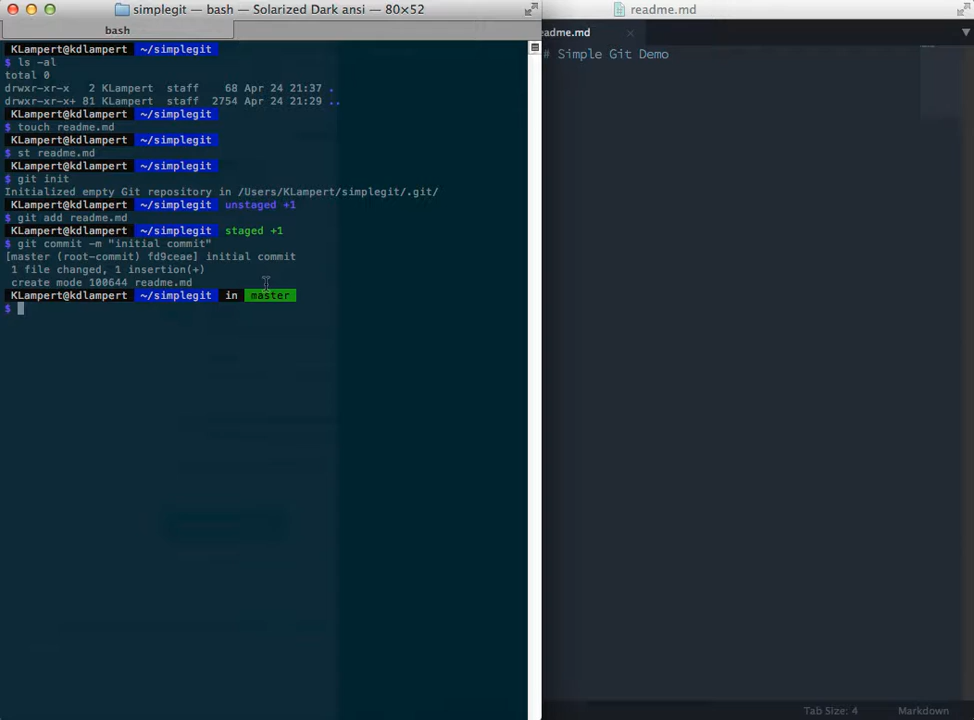 simplegit — bash — Solarized Dark ansi — 80×52
bash
KLampert@kdlampert ~/simplegit
$ ls -al
total 0
drwxr-xr-x   2 KLampert  staff    68 Apr 24 21:37 .
drwxr-xr-x+ 81 KLampert  staff  2754 Apr 24 21:29 ..
KLampert@kdlampert ~/simplegit
$ touch readme.md
KLampert@kdlampert ~/simplegit
$ st readme.md
KLampert@kdlampert ~/simplegit
$ git init
Initialized empty Git repository in /Users/KLampert/simplegit/.git/
KLampert@kdlampert ~/simplegit unstaged +1
$ git add readme.md
KLampert@kdlampert ~/simplegit staged +1
$ git commit -m "initial commit"
[master (root-commit) fd9ceae] initial commit
1 file changed, 1 insertion(+)
create mode 100644 readme.md
KLampert@kdlampert ~/simplegit in master
$
readme.md
eadme.md
# Simple Git Demo
Tab Size: 4 Markdown